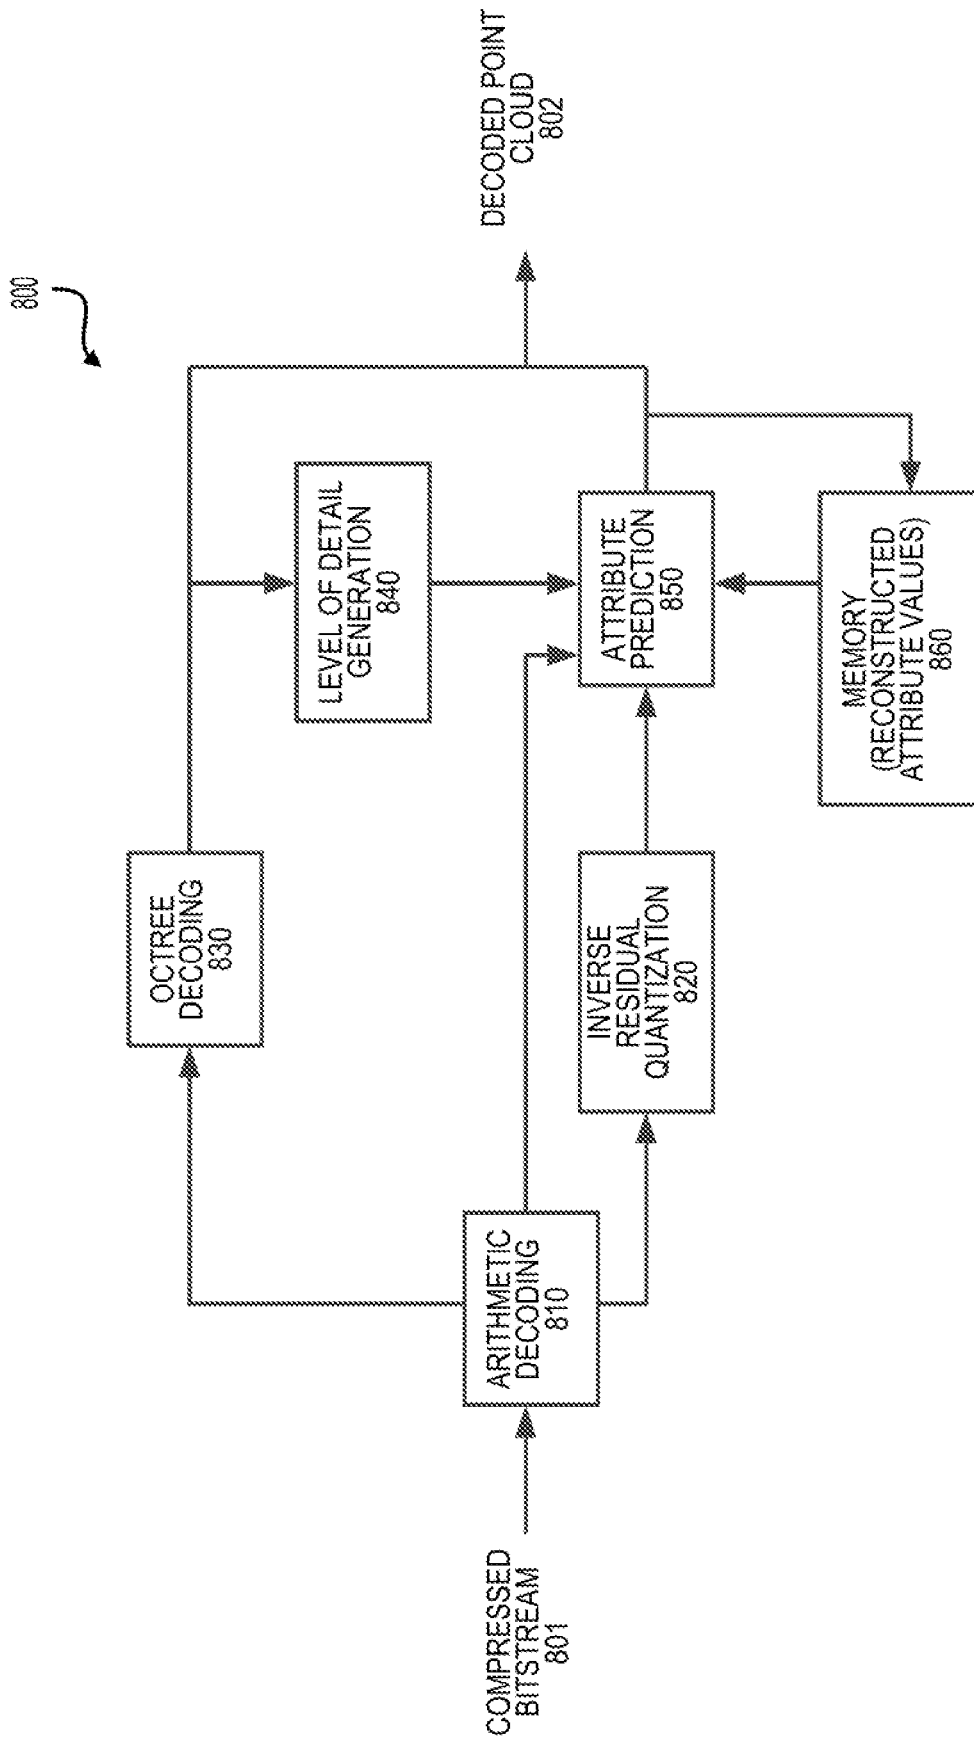 800
COMPRESSED
BITSTREAM
801
ARITHMETIC
DECODING
810
OCTREE
DECODING
830
INVERSE
RESIDUAL
QUANTIZATION
820
LEVEL OF DETAIL
GENERATION
840
ATTRIBUTE
PREDICTION
850
MEMORY
(RECONSTRUCTED
ATTRIBUTE VALUES)
860
DECODED POINT
CLOUD
802